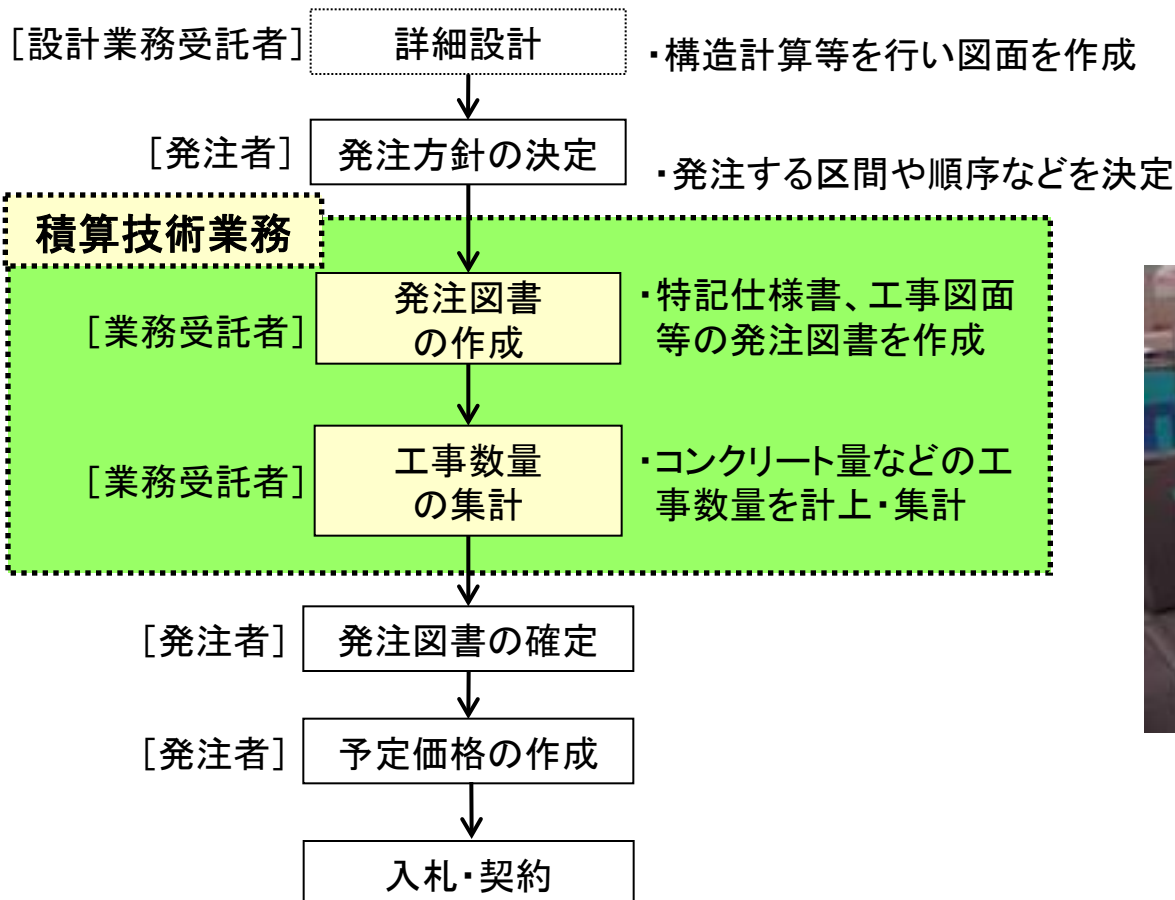 ［設計業務受託者］ 詳細設計 ・構造計算等を行い図面を作成
［発注者］ 発注方針の決定 ・発注する区間や順序などを決定
積算技術業務
［業務受託者］ 発注図書 ・特記仕様書、工事図面
の作成 等の発注図書を作成
［業務受託者］ 工事数量 ・コンクリート量などの工
の集計 事数量を計上・集計
［発注者］ 発注図書の確定
［発注者］ 予定価格の作成
入札・契約